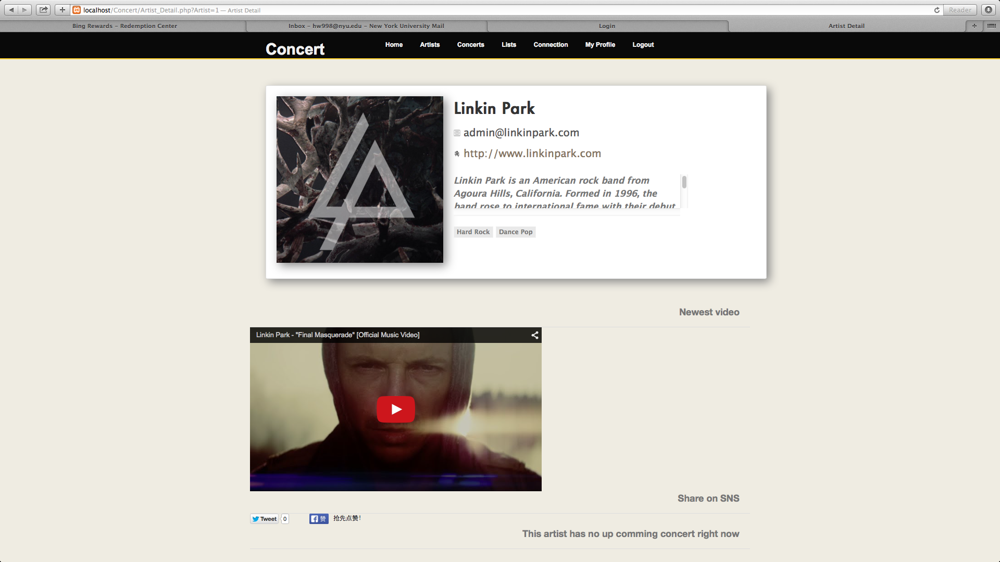 localhost/Concert/Artist_Detail.php?Artist=1 — Artist Detail
Reader
Bing Rewards – Redemption Center
Inbox – hw998@nyu.edu – New York University Mail
Login
Artist Detail
Concert
Home
Artists
Concerts
Lists
Connection
My Profile
Logout
Linkin Park
admin@linkinpark.com
http://www.linkinpark.com
Linkin Park is an American rock band from
Agoura Hills, California. Formed in 1996, the
band rose to international fame with their debut
Hard Rock
Dance Pop
Newest video
Linkin Park - "Final Masquerade" [Official Music Video]
Share on SNS
Tweet
0
赞
抢先点赞!
This artist has no up comming concert right now